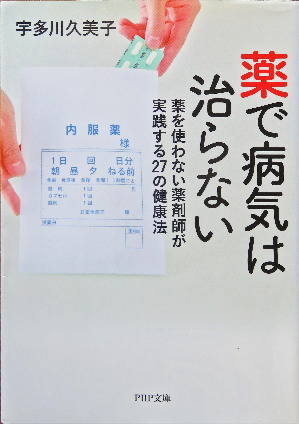 宇多川久美子
薬で病気は
治らない
薬を使わない薬剤師が
実践する27の健康法
内服薬
様
1日 回 日分
朝 昼 夕 ねる前
PHP文庫